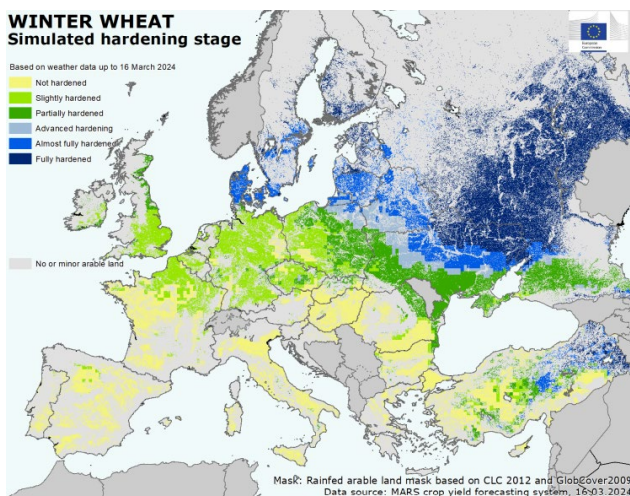 WINTER WHEAT
Simulated hardening stage
Based on weather data up to 16 March 2024
Not hardened
Slightly hardened
Partially hardened
Advanced hardening
Almost fully hardened
Fully hardened
No or minor arable land
European
Commission
Mask: Rainfed arable land mask based on CLC 2012 and GlobCover2009
Data source: MARS crop yield forecasting system, 16.03.2024